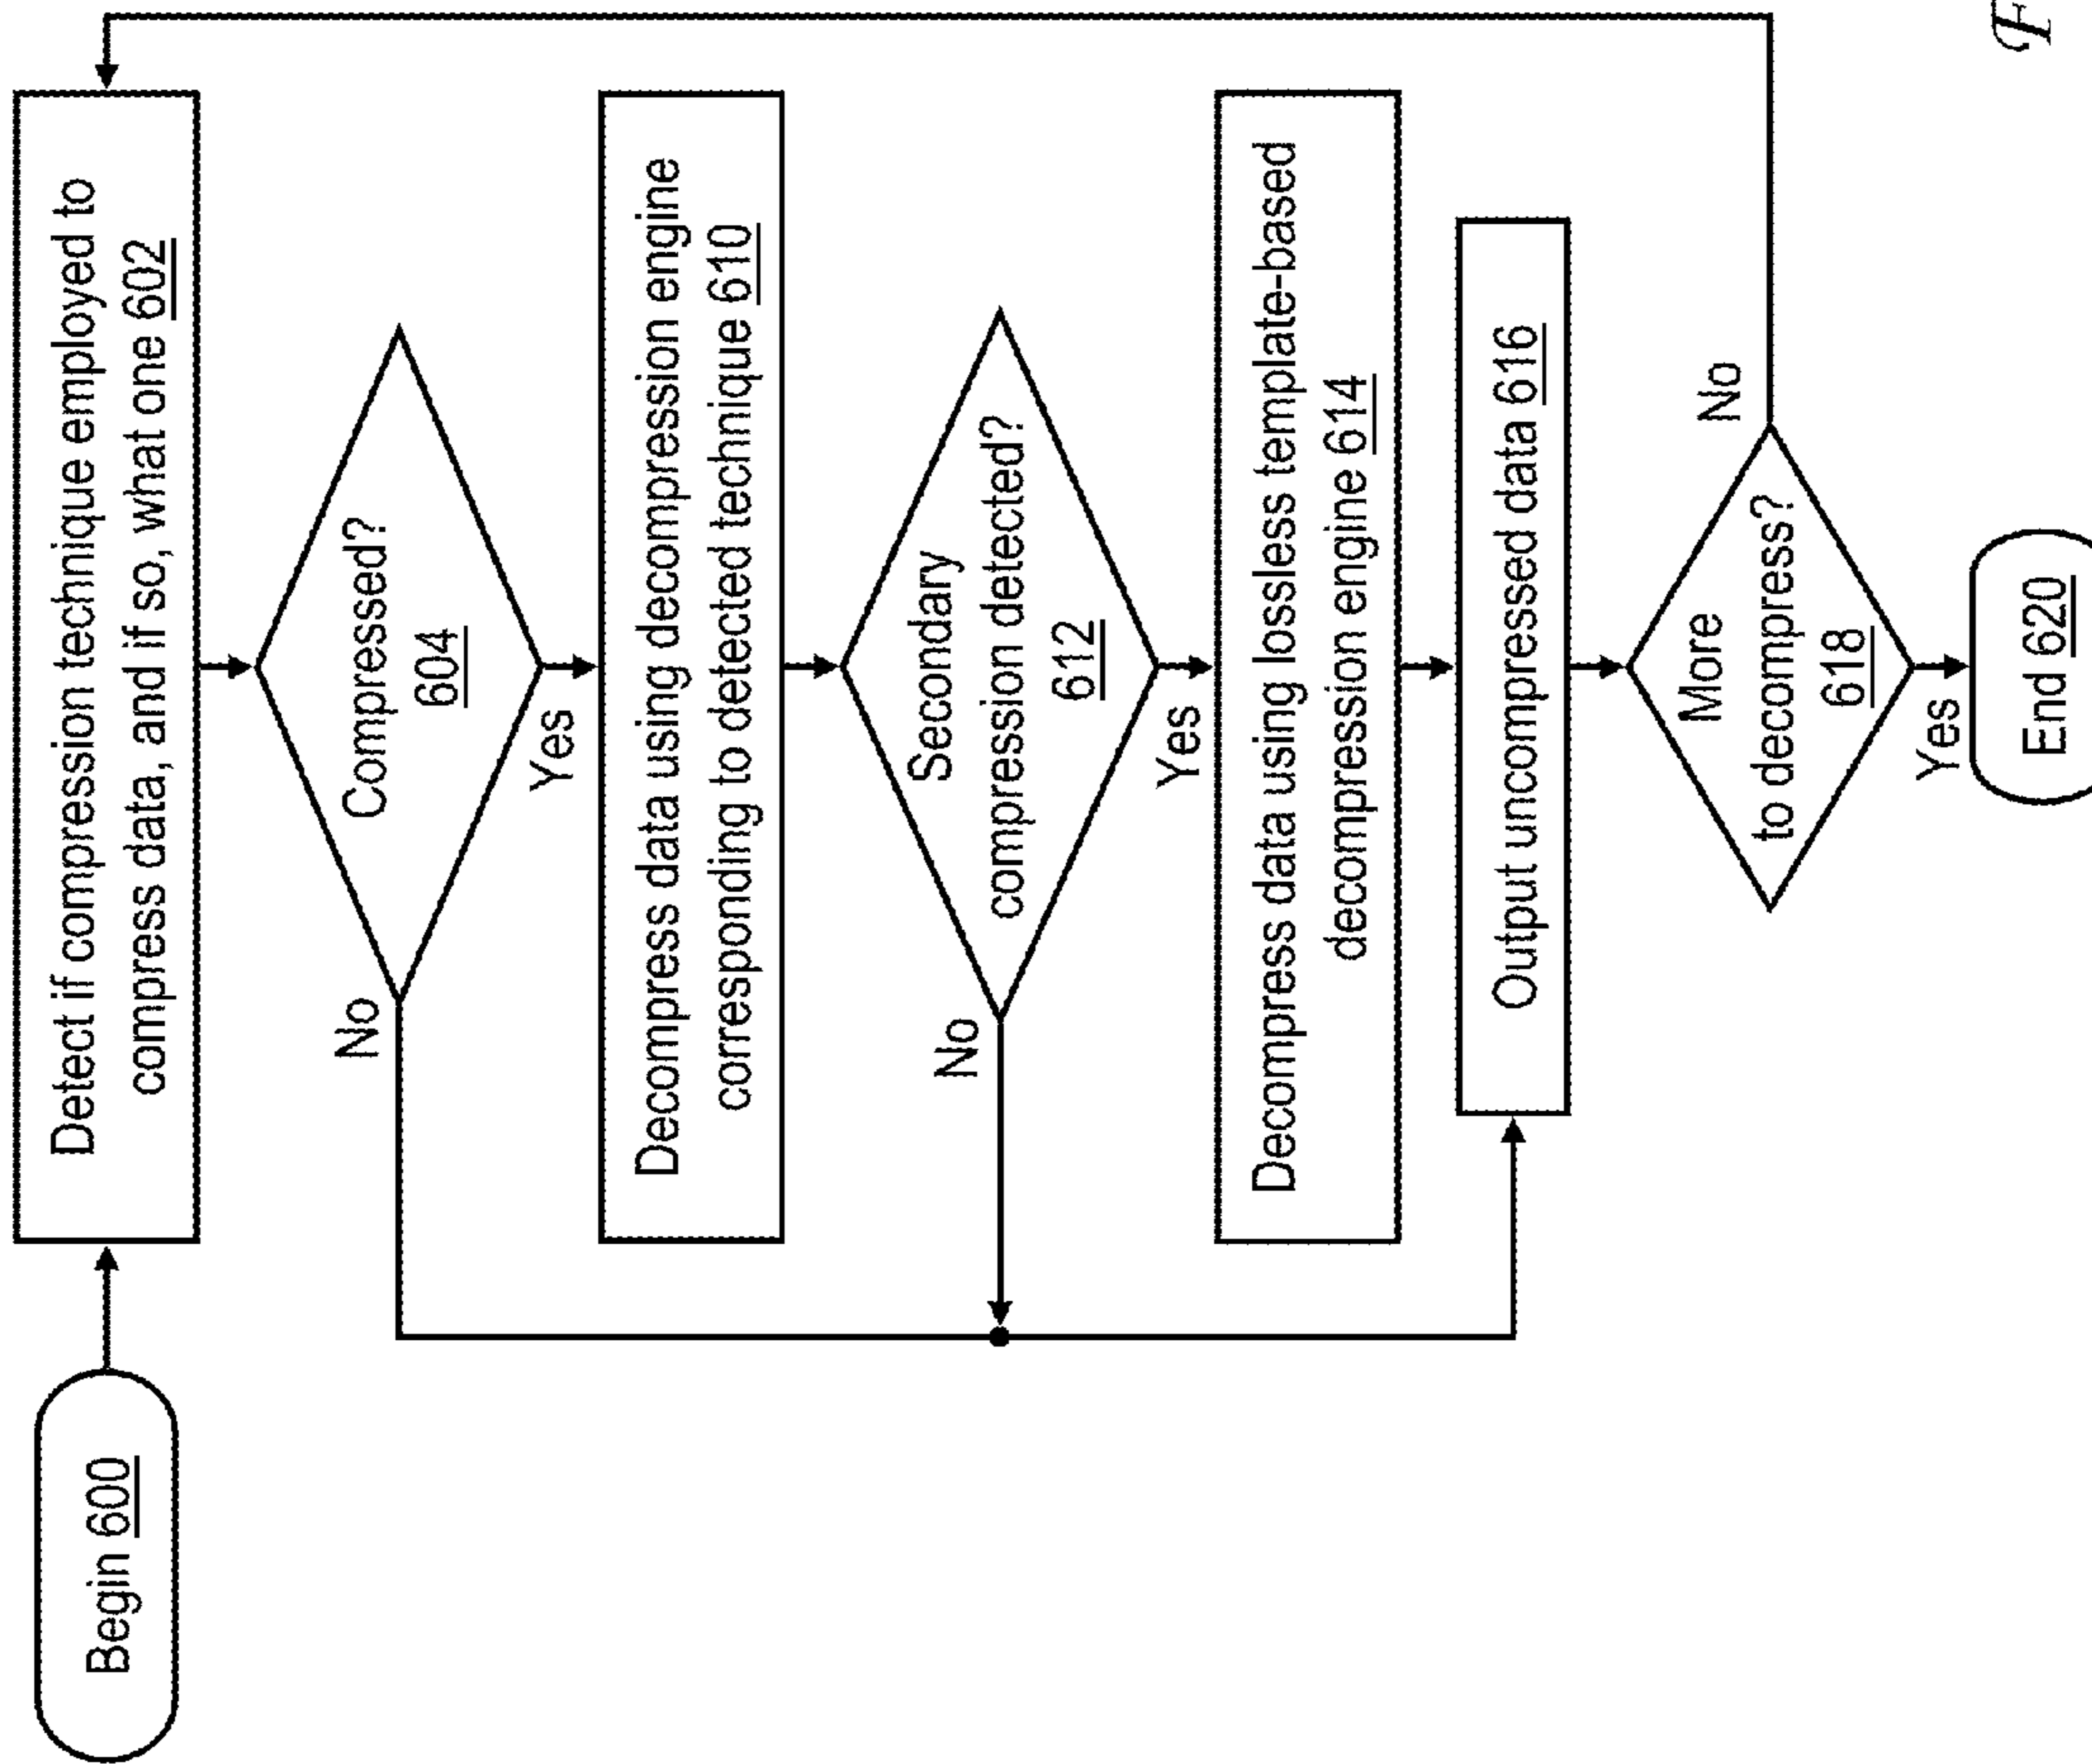 Begin 600
Detect if compression technique employed to
compress data, and if so, what one 602
Compressed?
604
No
Yes
Decompress data using decompression engine
corresponding to detected technique 610
Secondary
compression detected?
612
No
Yes
Decompress data using lossless template-based
decompression engine 614
Output uncompressed data 616
More
to decompress?
618
No
Yes
End 620